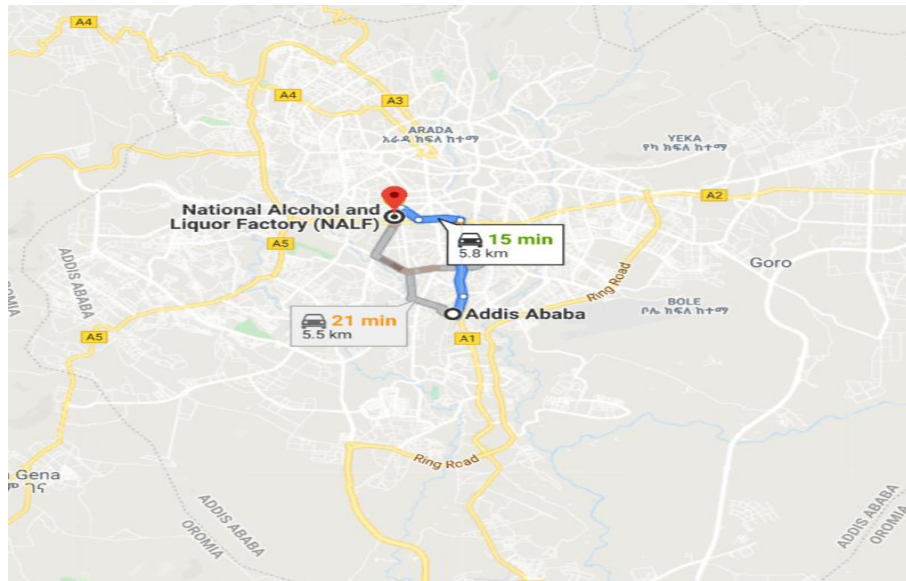 A4
A4
A3
ARADA
አራዳ ክፍለ ከተማ
YEKA
የካ ክፍለ ከተማ
A2
National Alcohol and
Liquor Factory (NALF)
A5
15 min
5.8 km
Goro
ADDIS ABABA
OROMIA
Ring Road
BOLE
ቦሌ ክፍለ ከተማ
Addis Ababa
21 min
5.5 km
A1
A5
Ring Road
Gena
ADDIS ABABA
OROMIA
ADDIS ABABA
OROMIA